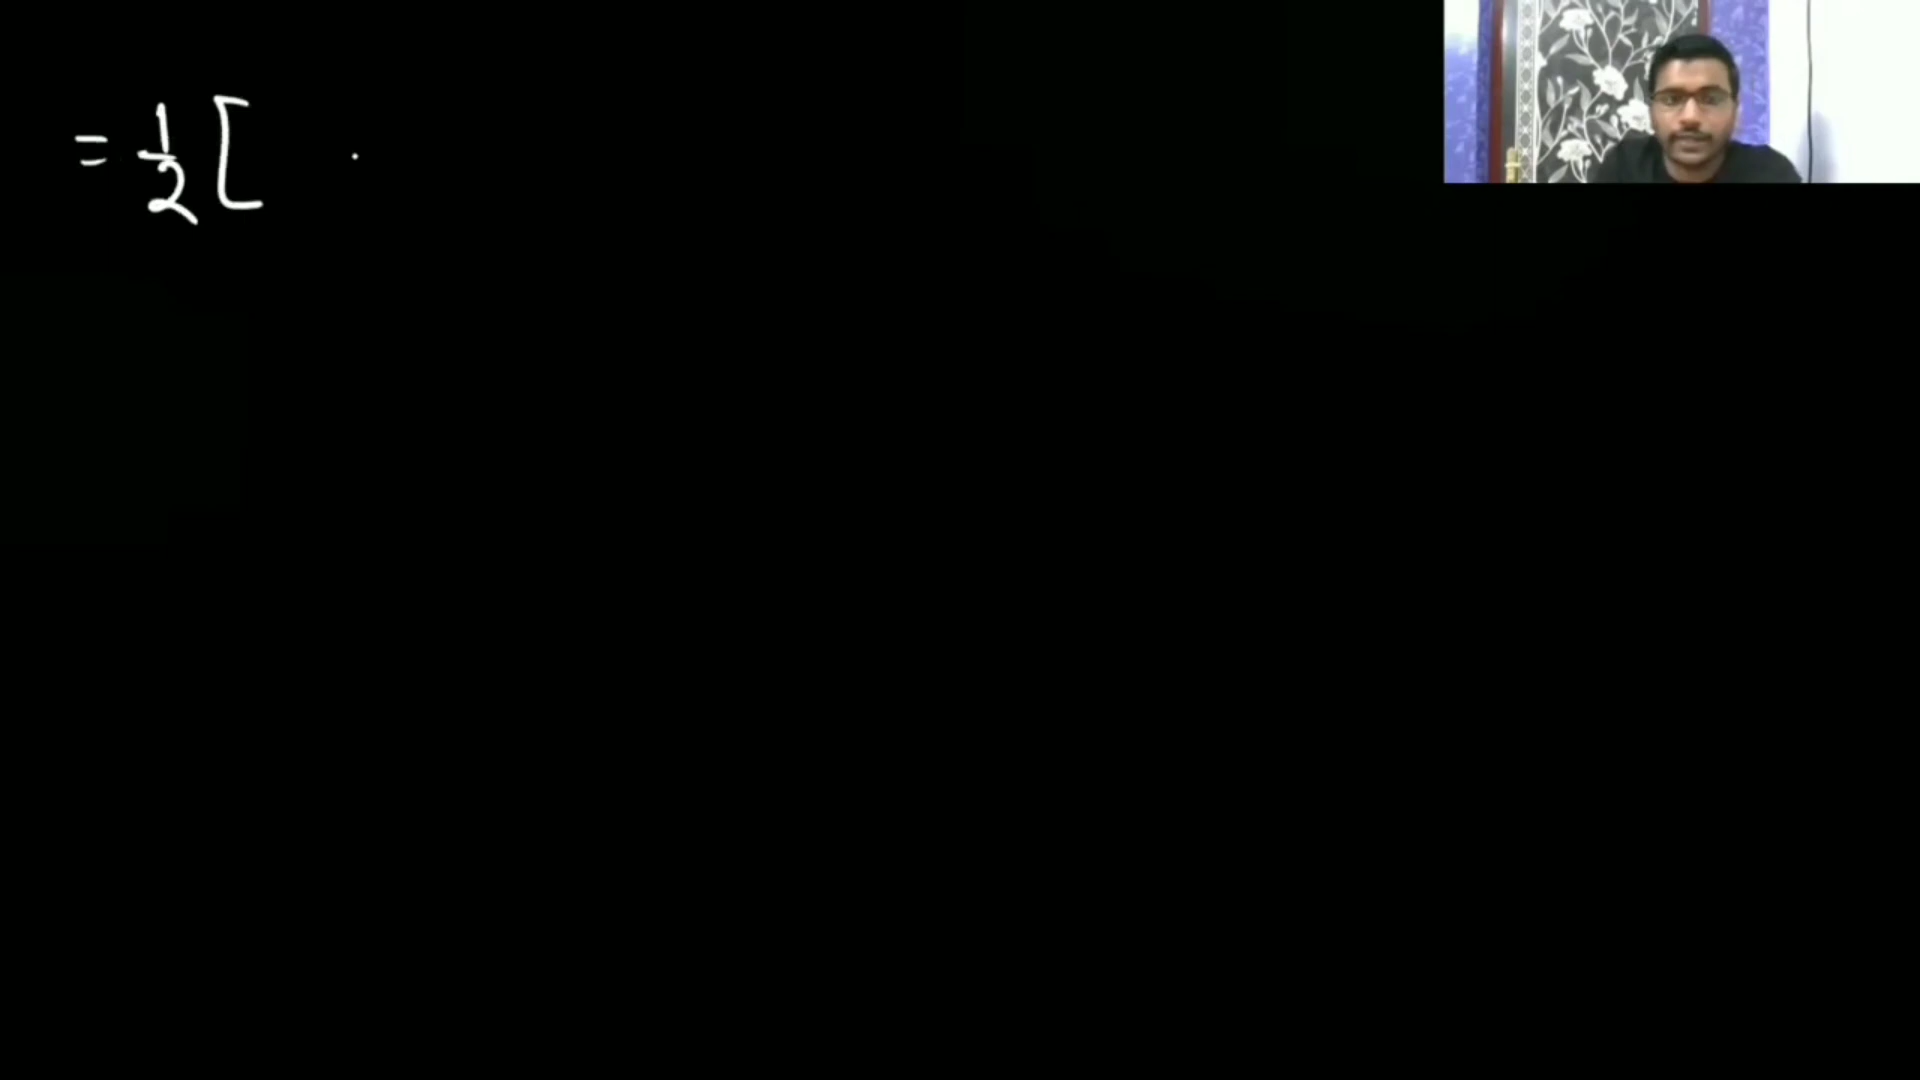 = 1/2 [